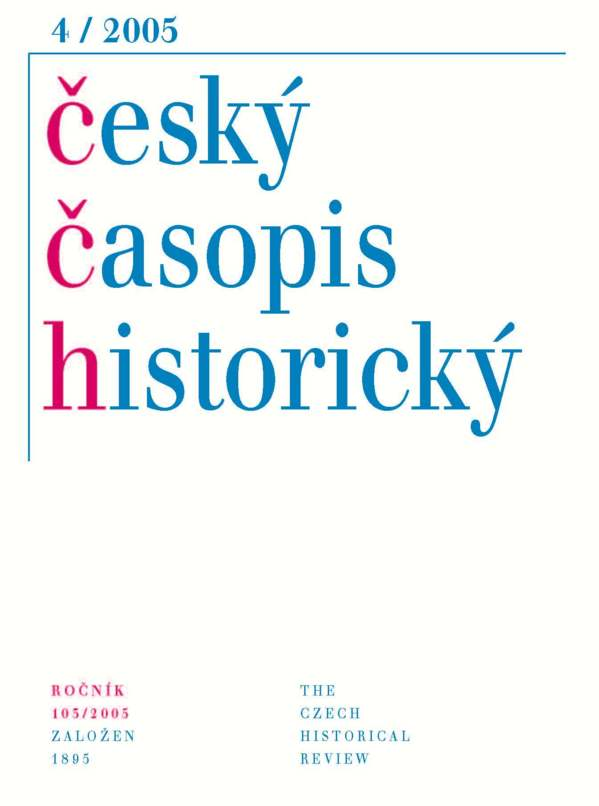 4 / 2005
český
časopis
historický
ROČNÍK
105/2005
ZALOŽEN
1895
THE
CZECH
HISTORICAL
REVIEW